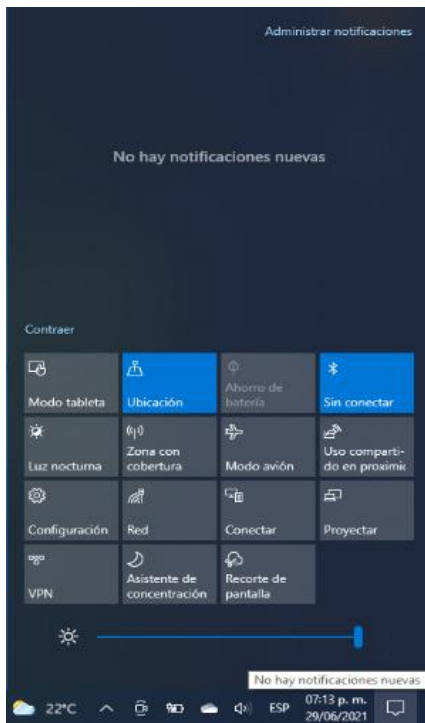 Administrar notificaciones
No hay notificaciones nuevas
Contraer
Modo tableta
Ubicación
Ahorro de
batería
Sin conectar
Luz nocturna
Zona con
cobertura
Modo avión
Uso comparti-
do en proximic
Configuración
Red
Conectar
Proyectar
VPN
Asistente de
concentración
Recorte de
pantalla
No hay notificaciones nuevas
22°C
ESP
07:13 p. m.
29/06/2021